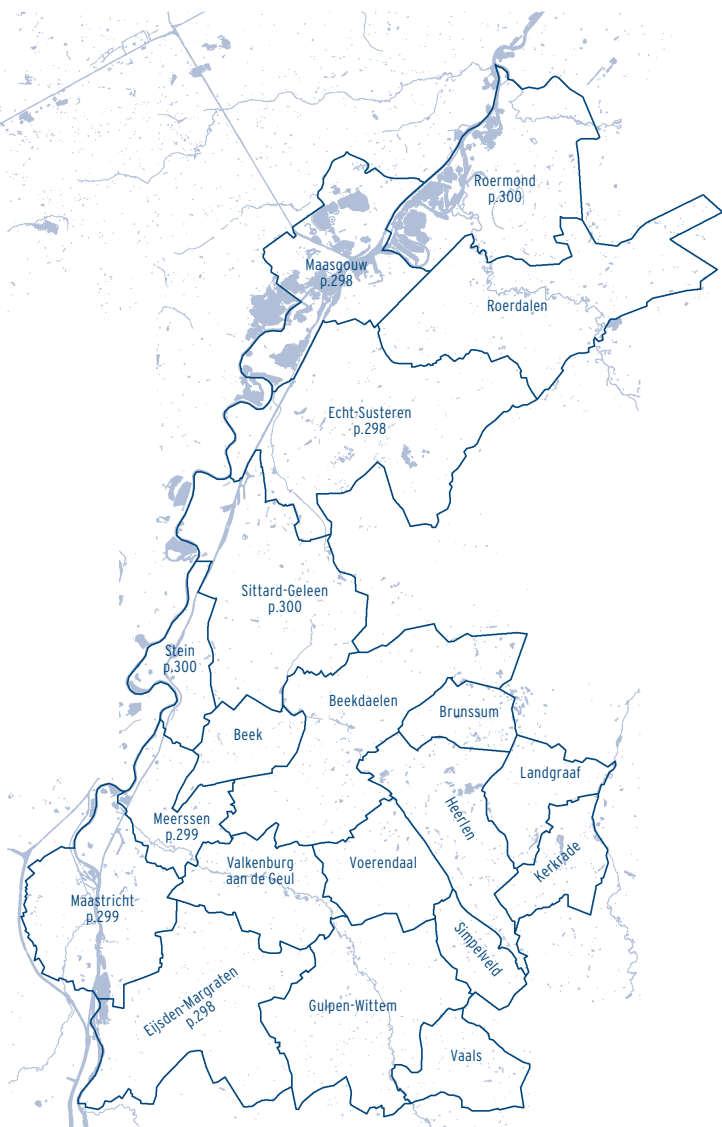 Roermond
p.300
Maasgouw
p.298
Roerdalen
Echt-Susteren
p.298
Sittard-Geleen
p.300
Stein
p.300
Beekdaelen
Brunssum
Beek
Landgraaf
Heerlen
Meerssen
p.299
Kerkrade
Valkenburg
aan de Geul
Voerendaal
Maastricht
p.299
Simpelveld
Eijsden-Margraten
p.298
Gulpen-Wittem
Vaals